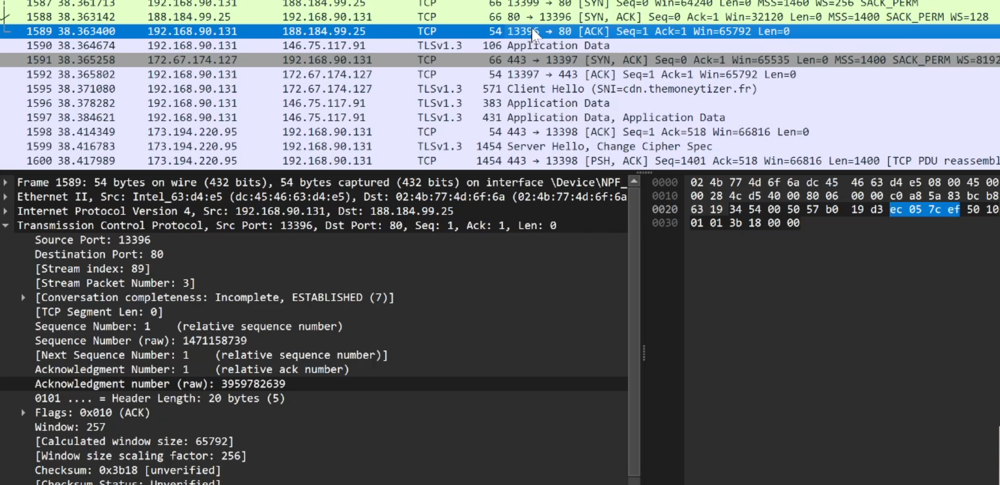 1587 38.361713 192.168.90.131 188.184.99.25 TCP 66 13399 → 80 [SYN] Seq=0 Win=64240 Len=0 MSS=1460 WS=256 SACK_PERM
1588 38.363142 188.184.99.25 192.168.90.131 TCP 66 80 → 13396 [SYN, ACK] Seq=0 Ack=1 Win=32120 Len=0 MSS=1400 SACK_PERM WS=128
1589 38.363400 192.168.90.131 188.184.99.25 TCP 54 13396 → 80 [ACK] Seq=1 Ack=1 Win=65792 Len=0
1590 38.364674 192.168.90.131 146.75.117.91 TLSv1.3 106 Application Data
1591 38.365258 172.67.174.127 192.168.90.131 TCP 66 443 → 13397 [SYN, ACK] Seq=0 Ack=1 Win=65535 Len=0 MSS=1400 SACK_PERM WS=8192
1592 38.365802 192.168.90.131 172.67.174.127 TCP 54 13397 → 443 [ACK] Seq=1 Ack=1 Win=65792 Len=0
1595 38.371080 192.168.90.131 172.67.174.127 TLSv1.3 571 Client Hello (SNI=cdn.themoneytizer.fr)
1596 38.378282 192.168.90.131 146.75.117.91 TLSv1.3 383 Application Data
1597 38.384621 192.168.90.131 146.75.117.91 TLSv1.3 431 Application Data, Application Data
1598 38.414349 173.194.220.95 192.168.90.131 TCP 54 443 → 13398 [ACK] Seq=1 Ack=518 Win=66816 Len=0
1599 38.416783 173.194.220.95 192.168.90.131 TLSv1.3 1454 Server Hello, Change Cipher Spec
1600 38.417989 173.194.220.95 192.168.90.131 TCP 1454 443 → 13398 [PSH, ACK] Seq=1401 Ack=518 Win=66816 Len=1400 [TCP PDU reassembl
Frame 1589: 54 bytes on wire (432 bits), 54 bytes captured (432 bits) on interface \Device\NPF_
Ethernet II, Src: Intel_63:d4:e5 (dc:45:46:63:d4:e5), Dst: 02:4b:77:4d:6f:6a (02:4b:77:4d:6f:6a
Internet Protocol Version 4, Src: 192.168.90.131, Dst: 188.184.99.25
Transmission Control Protocol, Src Port: 13396, Dst Port: 80, Seq: 1, Ack: 1, Len: 0
Source Port: 13396
Destination Port: 80
[Stream index: 89]
[Stream Packet Number: 3]
[Conversation completeness: Incomplete, ESTABLISHED (7)]
[TCP Segment Len: 0]
Sequence Number: 1 (relative sequence number)
Sequence Number (raw): 1471158739
[Next Sequence Number: 1 (relative sequence number)]
Acknowledgment Number: 1 (relative ack number)
Acknowledgment number (raw): 3959782639
0101 .... = Header Length: 20 bytes (5)
Flags: 0x010 (ACK)
Window: 257
[Calculated window size: 65792]
[Window size scaling factor: 256]
Checksum: 0x3b18 [unverified]
[Checksum Status: Unverified]
0000 02 4b 77 4d 6f 6a dc 45 46 63 d4 e5 08 00 45 00
0010 00 28 4c d5 40 00 80 06 00 00 c0 a8 5a 83 bc b8
0020 63 19 34 54 00 50 57 b0 19 d3 ec 05 7c ef 50 10
0030 01 01 3b 18 00 00